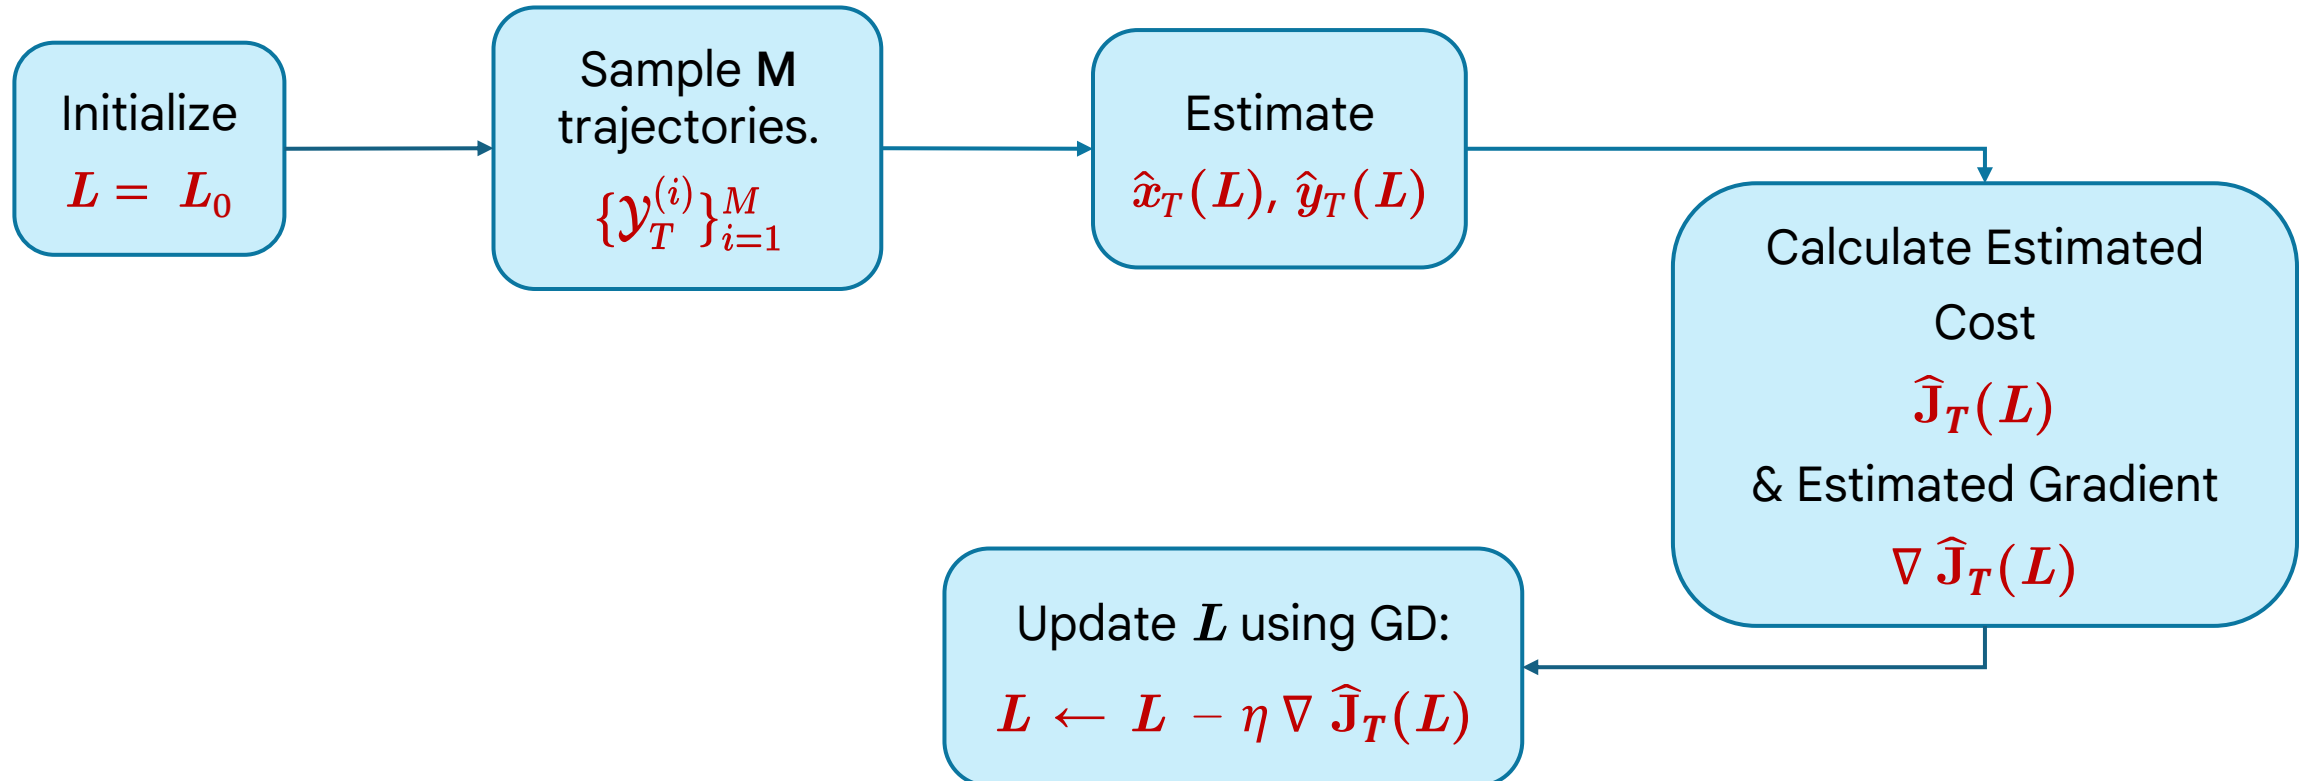 Initialize
L = L₀
Sample M
trajectories.
{𝒴_T^{(i)}}_{i=1}^M
Estimate
x̂_T(L), ŷ_T(L)
Calculate Estimated
Cost
Ĵ_T(L)
& Estimated Gradient
∇ Ĵ_T(L)
Update L using GD:
L ← L − η ∇ Ĵ_T(L)